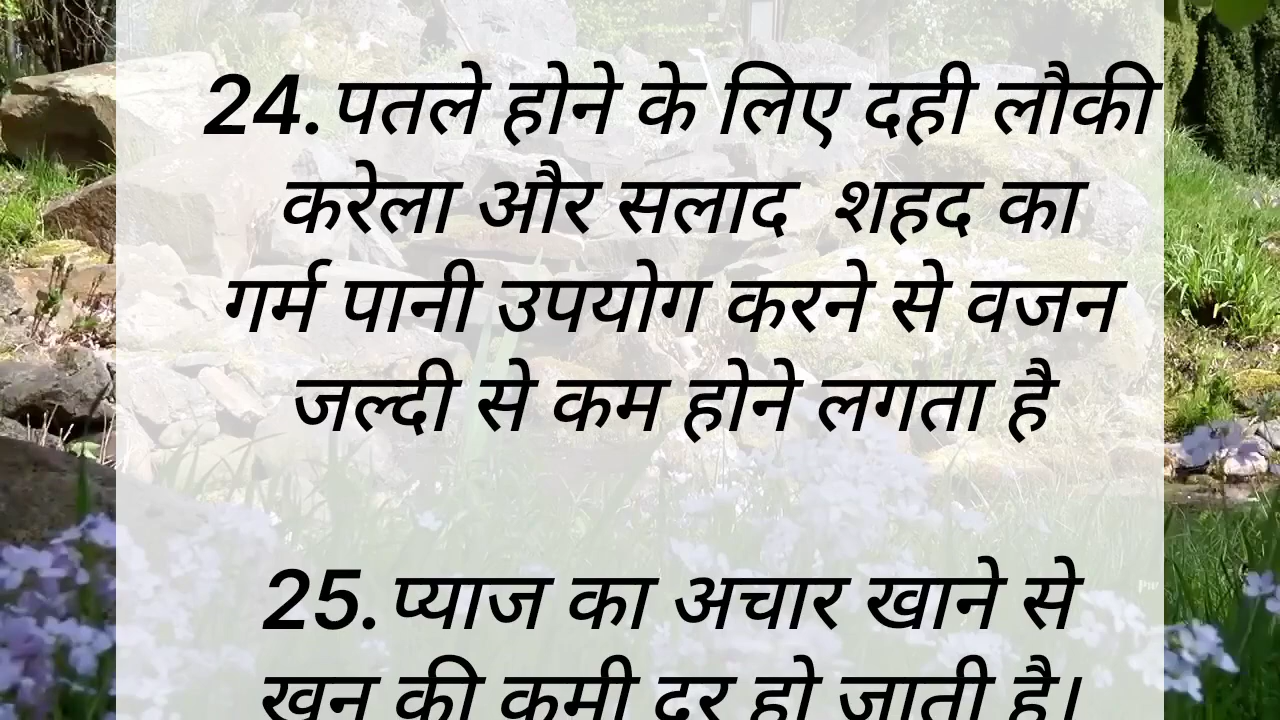 24.पतले होने के लिए दही लौकी
करेला और सलाद शहद का
गर्म पानी उपयोग करने से वजन
जल्दी से कम होने लगता है
25.प्याज का अचार खाने से
खून की कमी दूर हो जाती है।